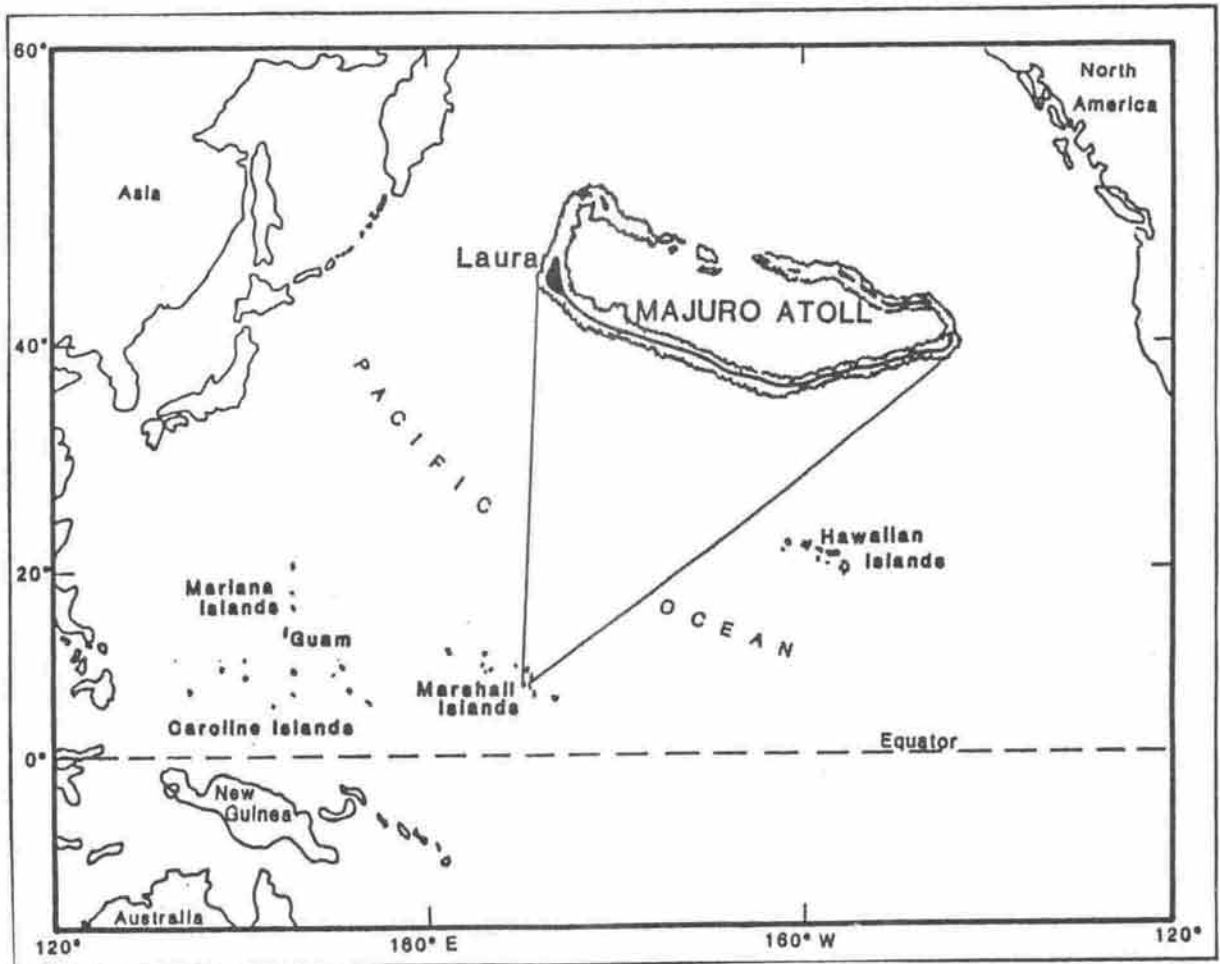 60°
North
America
Asia
Laura
MAJURO ATOLL
40°
PACIFIC
Hawaiian
Islands
20°
Mariana
Islands
Guam
OCEAN
Marshall
Islands
Caroline Islands
Equator
0°
New
Guinea
Australia
120°
160° E
160° W
120°